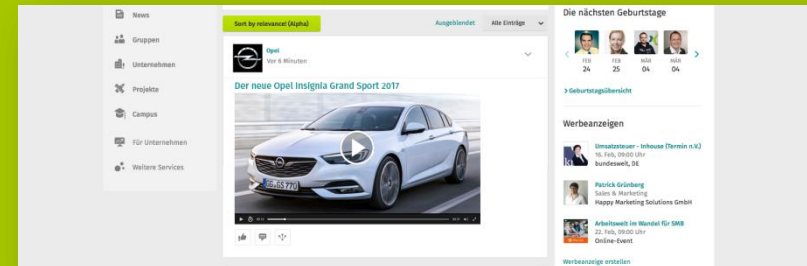 News
Gruppen
Unternehmen
Projekte
Campus
Für Unternehmen
Weitere Services
Sort by relevance! (Alpha)
Ausgeblendet
Alle Einträge
Opel
Vor 6 Minuten
Der neue Opel Insignia Grand Sport 2017
GG·GS 770
Die nächsten Geburtstage
FEB
24
FEB
25
MÄR
04
MÄR
04
> Geburtstagsübersicht
Werbeanzeigen
Umsatzsteuer - Inhouse (Termin n.V.)
16. Feb, 09:00 Uhr
bundesweit, DE
Patrick Grünberg
Sales & Marketing
Happy Marketing Solutions GmbH
Arbeitswelt im Wandel für SMB
22. Feb, 09:00 Uhr
Online-Event
Werbeanzeige erstellen